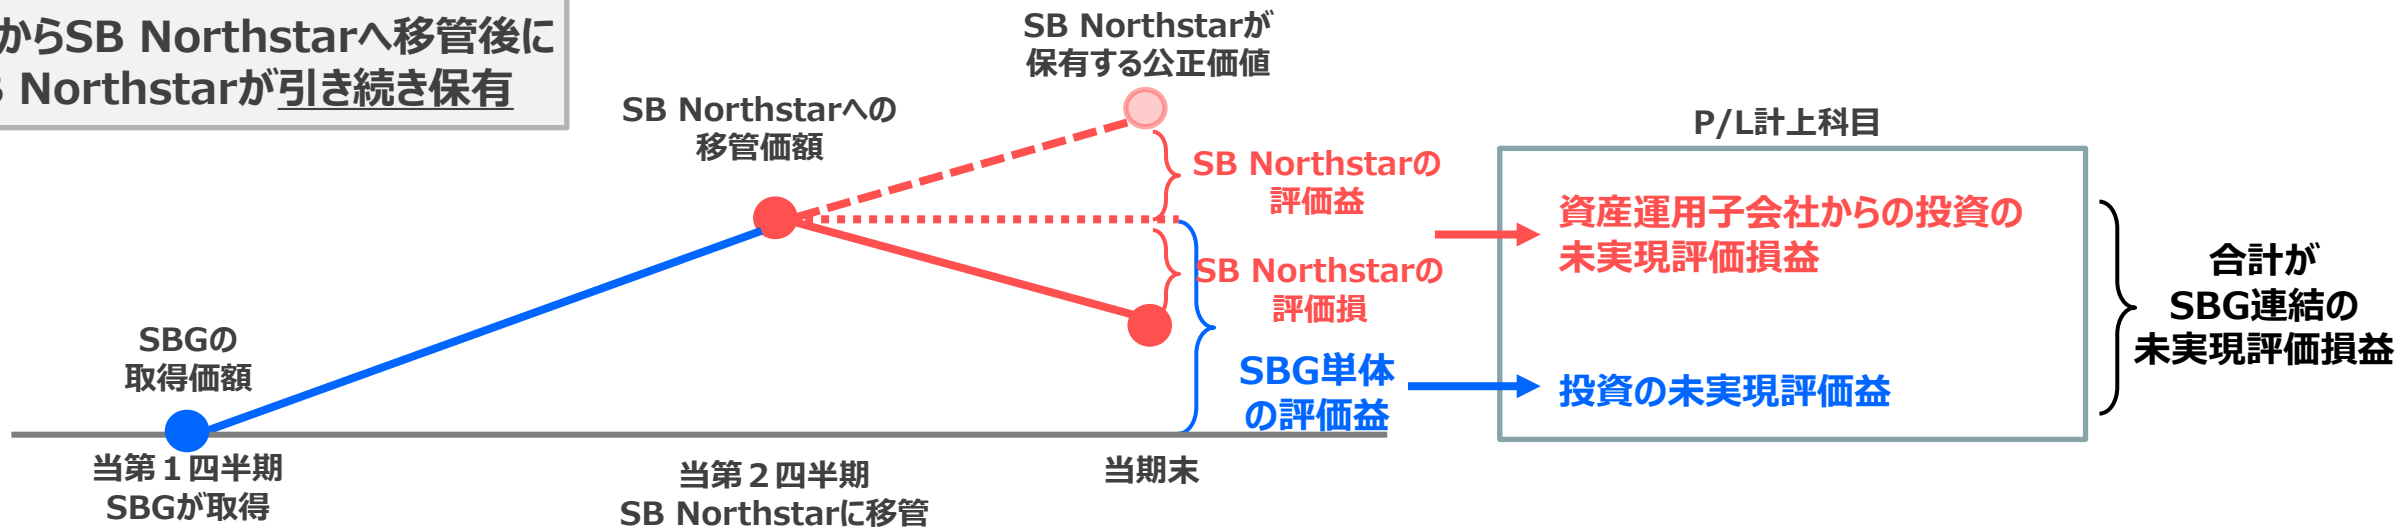 からSB Northstarへ移管後に
Northstarが引き続き保有
SB Northstarが
保有する公正価値
SB Northstarへの
移管価額
SB Northstarの
評価益
SB Northstarの
評価損
SBGの
取得価額
SBG単体
の評価益
当第1四半期
SBGが取得
当第2四半期
SB Northstarに移管
当期末
P/L計上科目
資産運用子会社からの投資の
未実現評価損益
投資の未実現評価益
合計が
SBG連結の
未実現評価損益